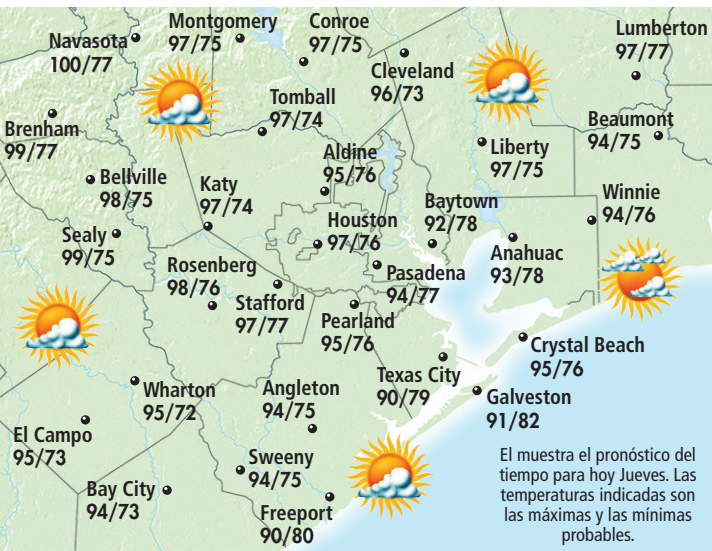 Montgomery
97/75
Conroe
97/75
Lumberton
97/77
Navasota
100/77
Cleveland
96/73
Tomball
97/74
Brenham
99/77
Beaumont
94/75
Liberty
97/75
Aldine
95/76
Bellville
98/75
Katy
97/74
Baytown
92/78
Winnie
94/76
Houston
97/76
Sealy
99/75
Anahuac
93/78
Rosenberg
98/76
Pasadena
94/77
Stafford
97/77
Pearland
95/76
Crystal Beach
95/76
Texas City
90/79
Wharton
95/72
Angleton
94/75
Galveston
91/82
El Campo
95/73
Sweeny
94/75
Bay City
94/73
Freeport
90/80
El muestra el pronóstico del
tiempo para hoy Jueves. Las
temperaturas indicadas son
las máximas y las mínimas
probables.